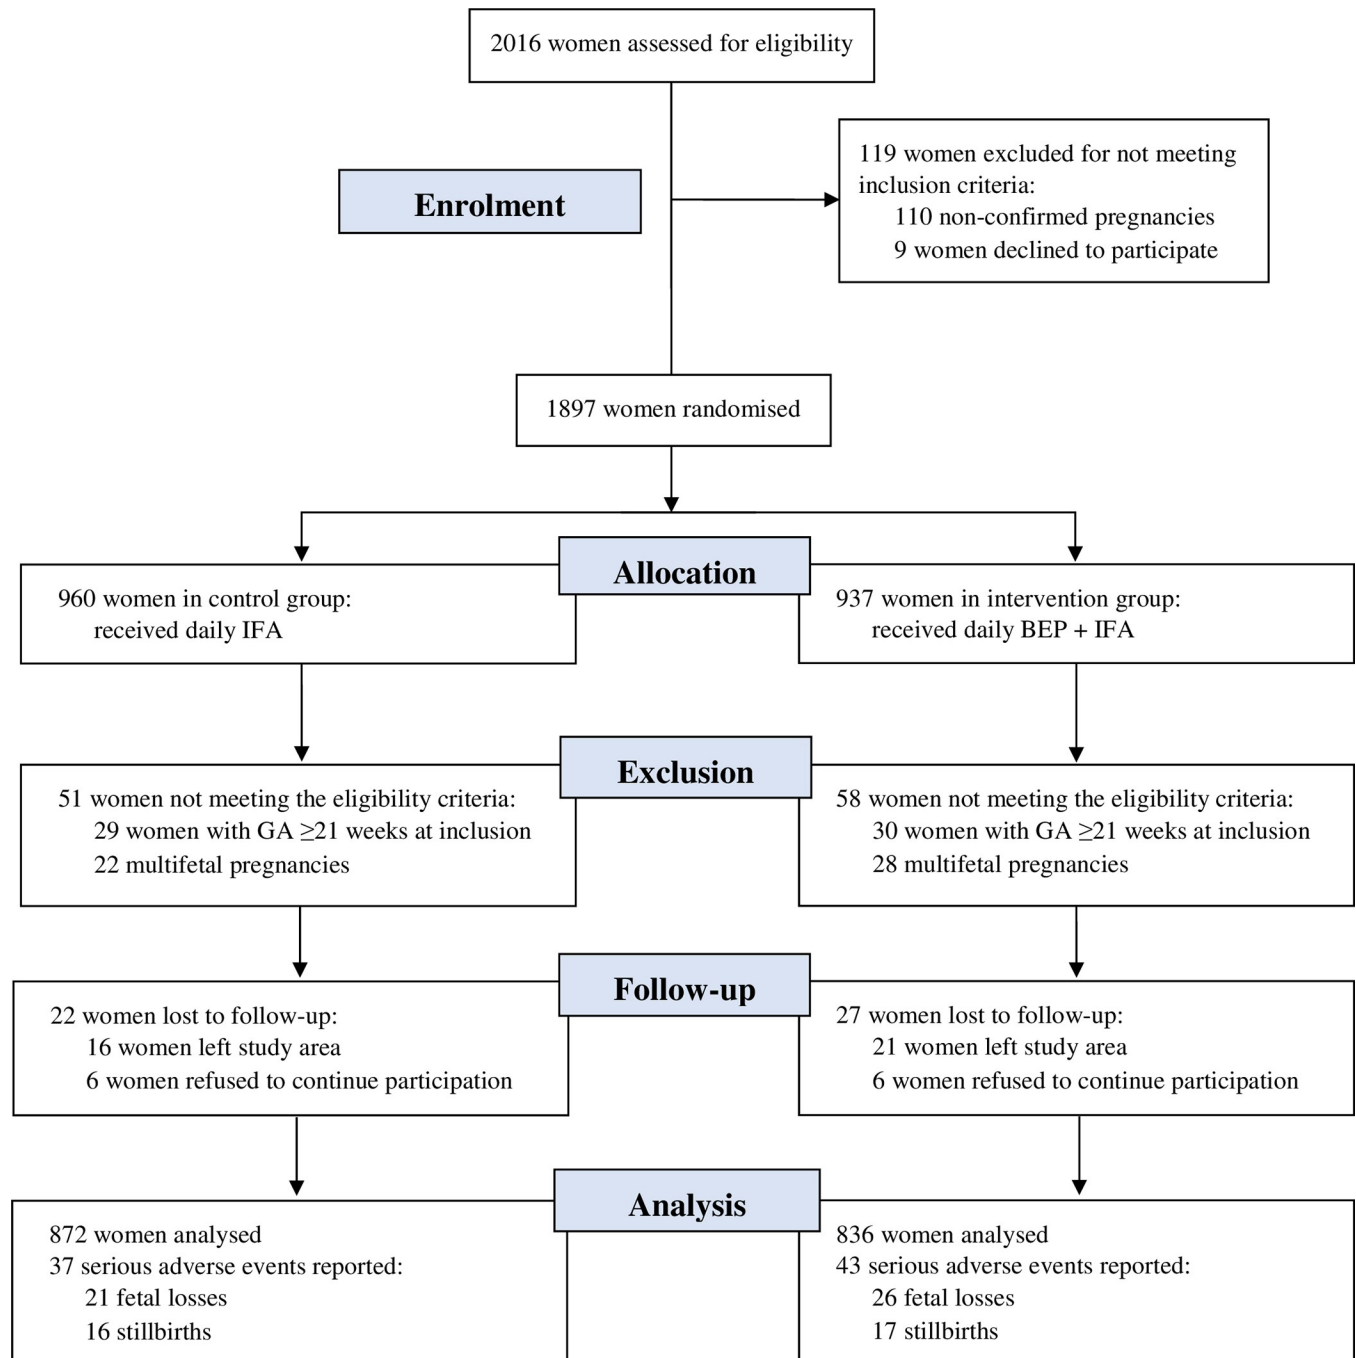 2016 women assessed for eligibility
119 women excluded for not meeting
inclusion criteria:
110 non-confirmed pregnancies
9 women declined to participate
Enrolment
1897 women randomised
Allocation
960 women in control group:
received daily IFA
937 women in intervention group:
received daily BEP + IFA
Exclusion
51 women not meeting the eligibility criteria:
29 women with GA ≥21 weeks at inclusion
22 multifetal pregnancies
58 women not meeting the eligibility criteria:
30 women with GA ≥21 weeks at inclusion
28 multifetal pregnancies
Follow-up
22 women lost to follow-up:
16 women left study area
6 women refused to continue participation
27 women lost to follow-up:
21 women left study area
6 women refused to continue participation
Analysis
872 women analysed
37 serious adverse events reported:
21 fetal losses
16 stillbirths
836 women analysed
43 serious adverse events reported:
26 fetal losses
17 stillbirths